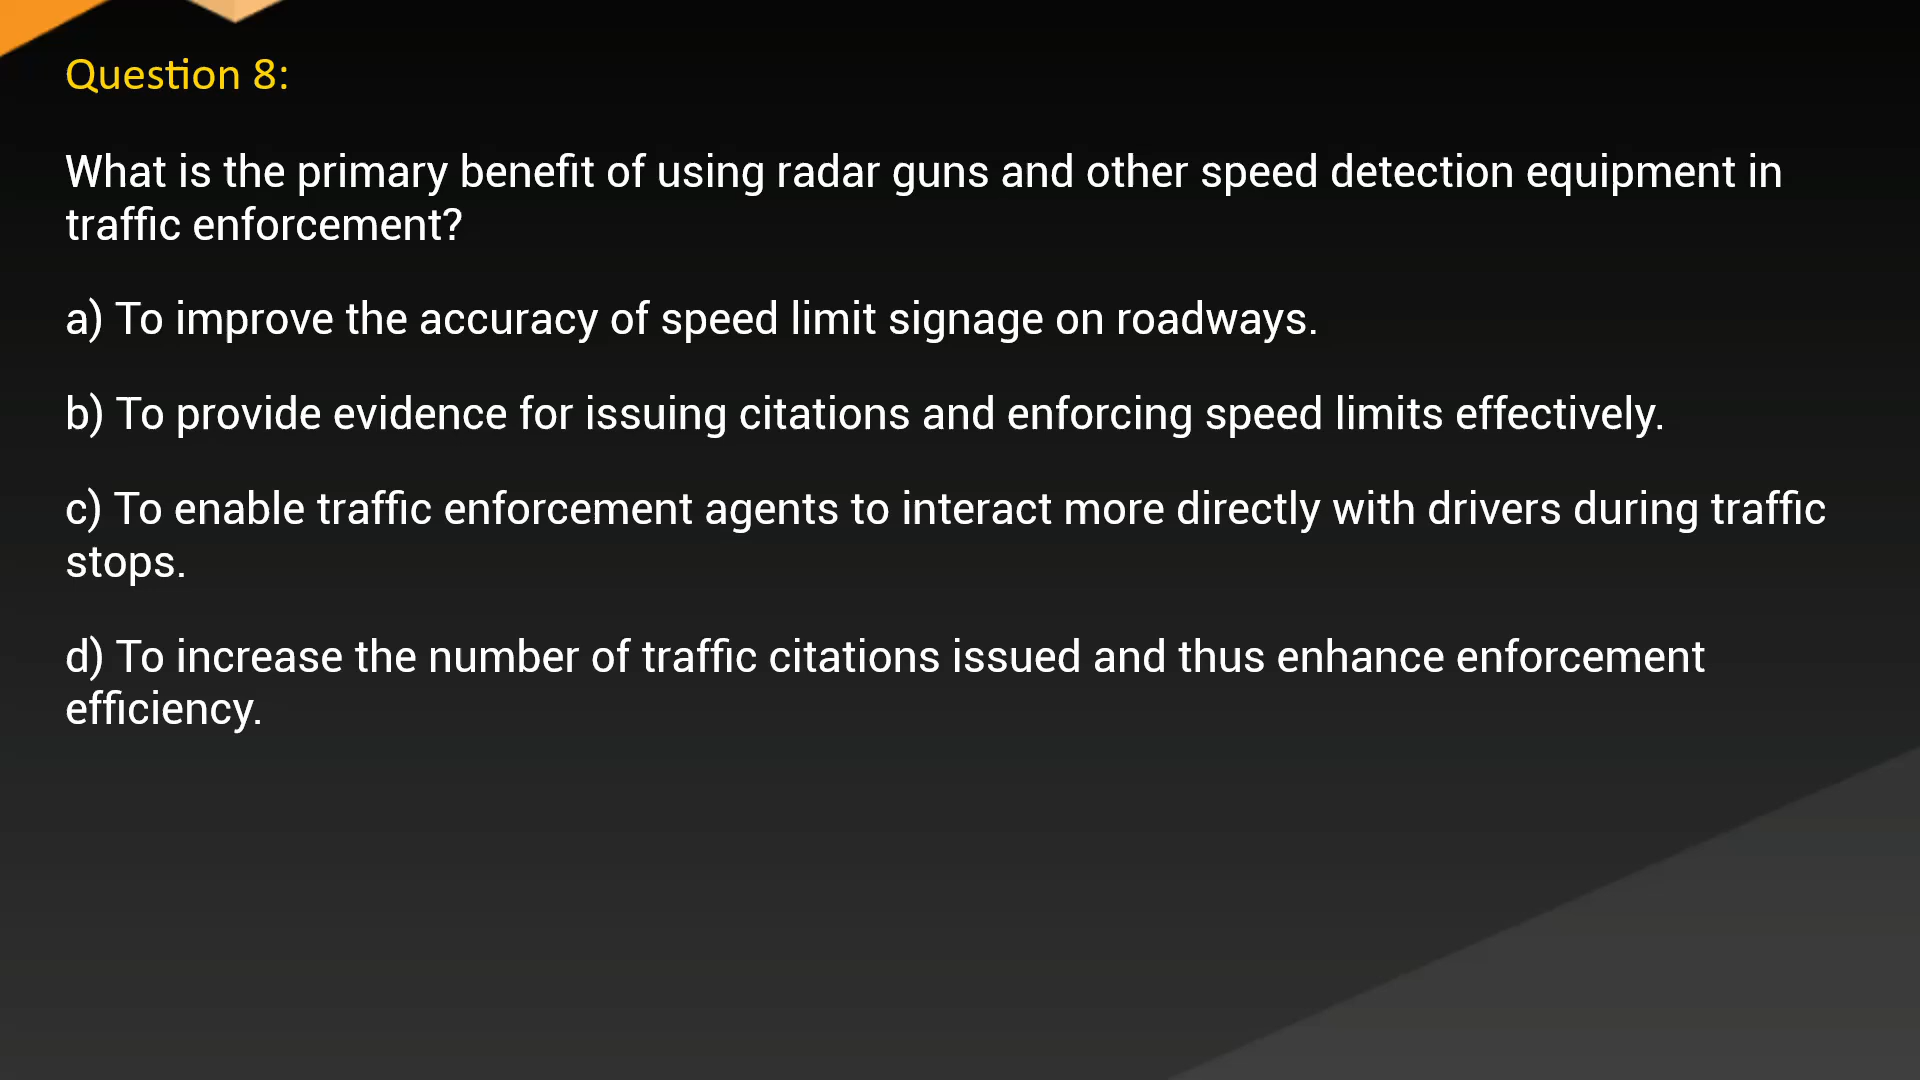 Question 8:
What is the primary benefit of using radar guns and other speed detection equipment in
traffic enforcement?
a) To improve the accuracy of speed limit signage on roadways.
b) To provide evidence for issuing citations and enforcing speed limits effectively.
c) To enable traffic enforcement agents to interact more directly with drivers during traffic
stops.
d) To increase the number of traffic citations issued and thus enhance enforcement
efficiency.